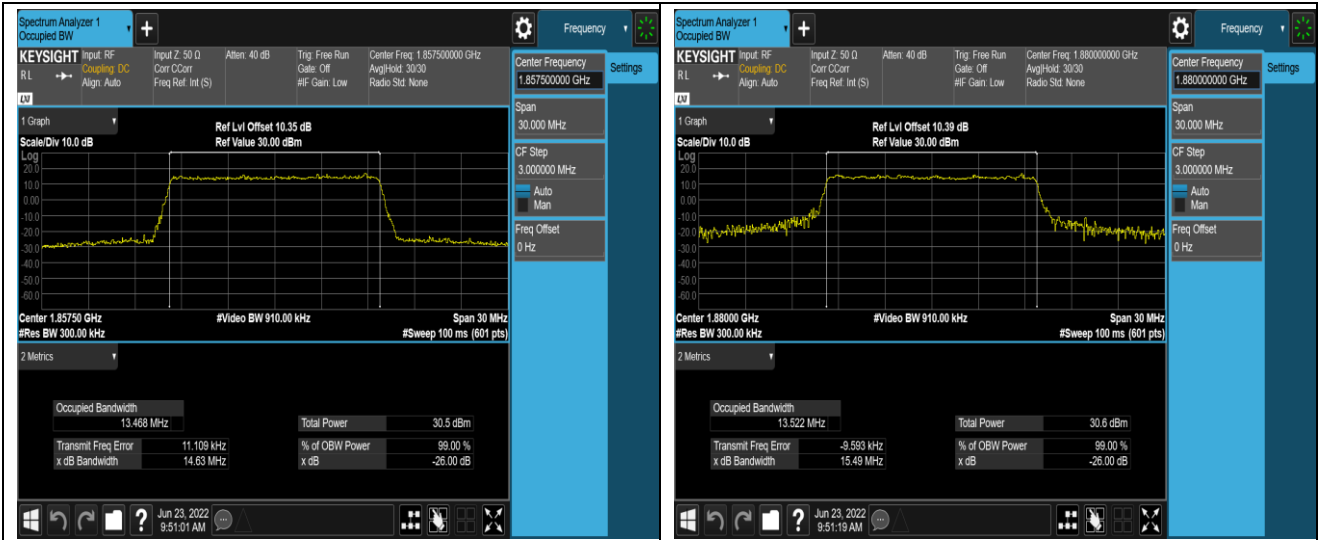 Spectrum Analyzer 1
Occupied BW
+
Frequency
KEYSIGHT
RL
LXI
Input: RF
Coupling: DC
Align: Auto
Input Z: 50 Ω
Corr CCorr
Freq Ref: Int (S)
Atten: 40 dB
Trig: Free Run
Gate: Off
#IF Gain: Low
Center Freq: 1.857500000 GHz
Avg|Hold: 30/30
Radio Std: None
Center Frequency
1.857500000 GHz
Settings
Span
30.000 MHz
CF Step
3.000000 MHz
Auto
Man
Freq Offset
0 Hz
1 Graph
Ref Lvl Offset 10.35 dB
Scale/Div 10.0 dB
Ref Value 30.00 dBm
Log
20.0
10.0
0.00
-10.0
-20.0
-30.0
-40.0
-50.0
-60.0
Center 1.85750 GHz
#Video BW 910.00 kHz
Span 30 MHz
#Res BW 300.00 kHz
#Sweep 100 ms (601 pts)
2 Metrics
Occupied Bandwidth
13.468 MHz
Total Power 30.5 dBm
Transmit Freq Error 11.109 kHz
% of OBW Power 99.00 %
x dB Bandwidth 14.63 MHz
x dB -26.00 dB
?
Jun 23, 2022
9:51:01 AM
Spectrum Analyzer 1
Occupied BW
+
Frequency
KEYSIGHT
RL
LXI
Input: RF
Coupling: DC
Align: Auto
Input Z: 50 Ω
Corr CCorr
Freq Ref: Int (S)
Atten: 40 dB
Trig: Free Run
Gate: Off
#IF Gain: Low
Center Freq: 1.880000000 GHz
Avg|Hold: 30/30
Radio Std: None
Center Frequency
1.880000000 GHz
Settings
Span
30.000 MHz
CF Step
3.000000 MHz
Auto
Man
Freq Offset
0 Hz
1 Graph
Ref Lvl Offset 10.39 dB
Scale/Div 10.0 dB
Ref Value 30.00 dBm
Log
20.0
10.0
0.00
-10.0
-20.0
-30.0
-40.0
-50.0
-60.0
Center 1.88000 GHz
#Video BW 910.00 kHz
Span 30 MHz
#Res BW 300.00 kHz
#Sweep 100 ms (601 pts)
2 Metrics
Occupied Bandwidth
13.522 MHz
Total Power 30.6 dBm
Transmit Freq Error -9.593 kHz
% of OBW Power 99.00 %
x dB Bandwidth 15.49 MHz
x dB -26.00 dB
?
Jun 23, 2022
9:51:19 AM